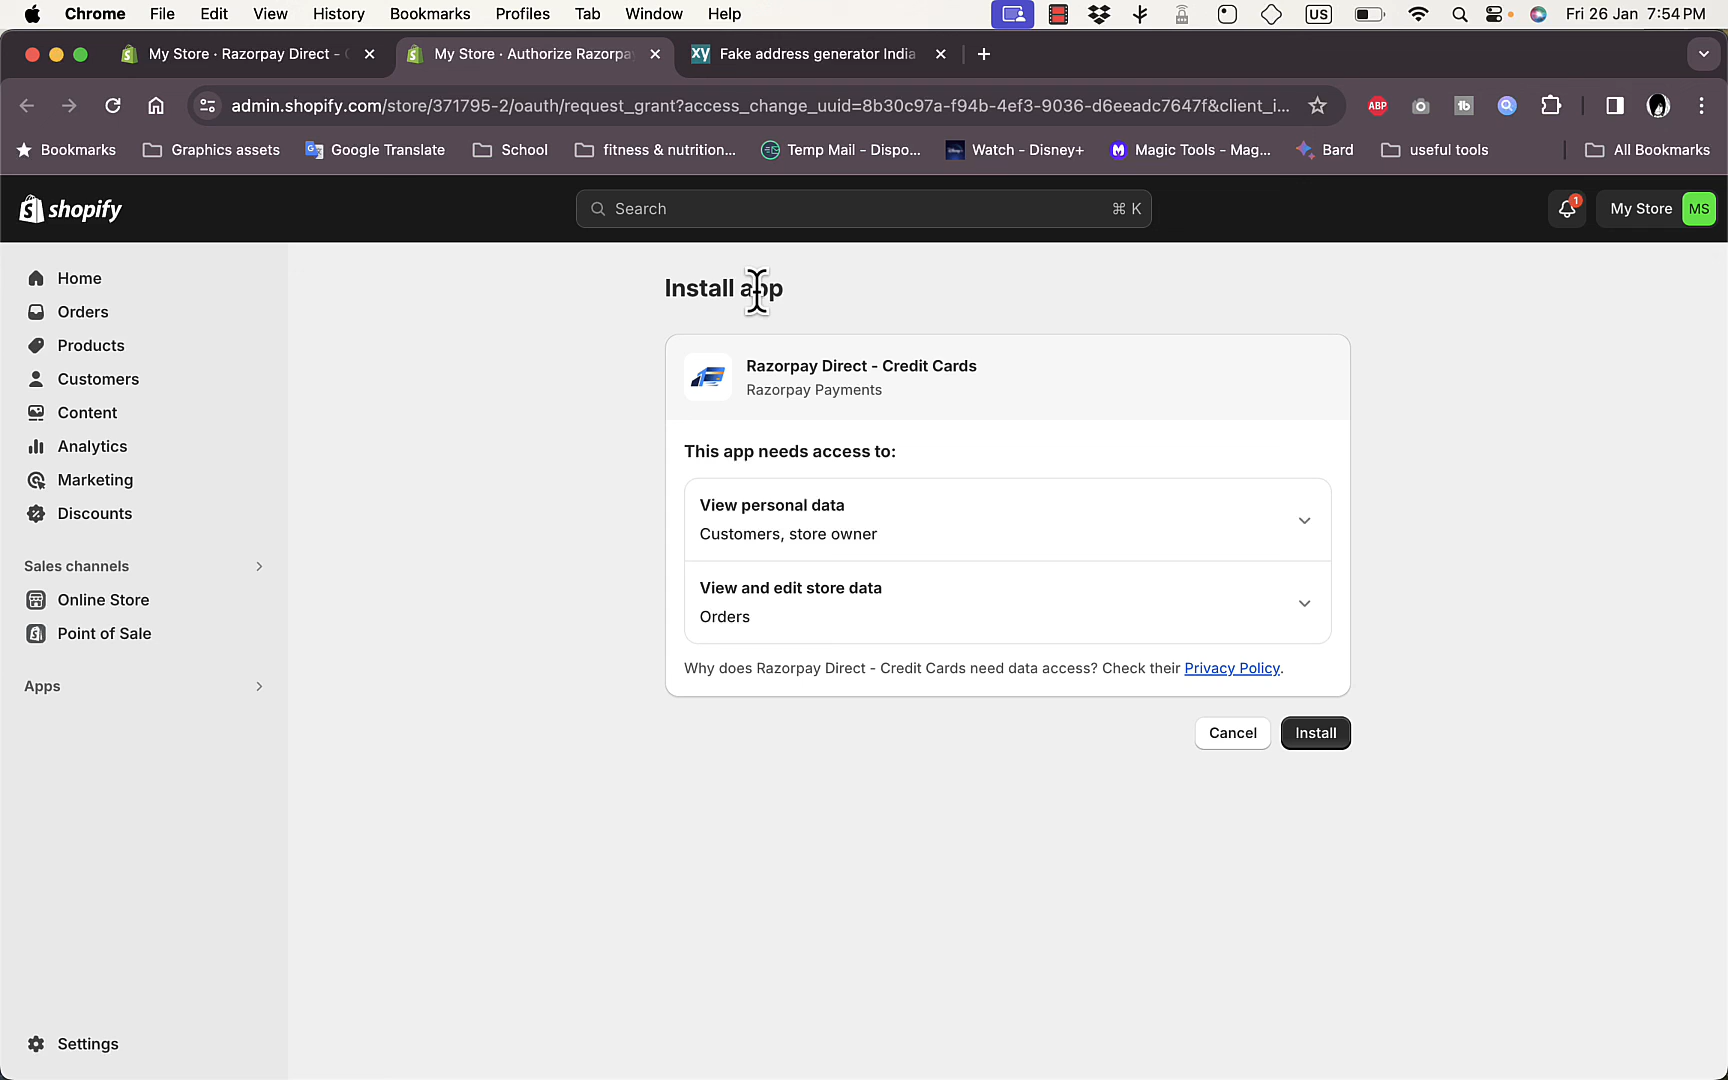 Chrome File Edit View History Bookmarks Profiles Tab Window Help US Fri 26 Jan 7:54 PM
My Store · Razorpay Direct - My Store · Authorize Razorpa Fake address generator India
admin.shopify.com/store/371795-2/oauth/request_grant?access_change_uuid=8b30c97a-f94b-4ef3-9036-d6eeadc7647f&client_i...
Bookmarks Graphics assets Google Translate School fitness & nutrition... Temp Mail - Dispo... Watch - Disney+ Magic Tools - Mag... Bard useful tools All Bookmarks
shopify Search ⌘ K 1 My Store MS
Home
Orders
Products
Customers
Content
Analytics
Marketing
Discounts
Sales channels
Online Store
Point of Sale
Apps
Settings
Install app
Razorpay Direct - Credit Cards
Razorpay Payments
This app needs access to:
View personal data
Customers, store owner
View and edit store data
Orders
Why does Razorpay Direct - Credit Cards need data access? Check their Privacy Policy.
Cancel Install